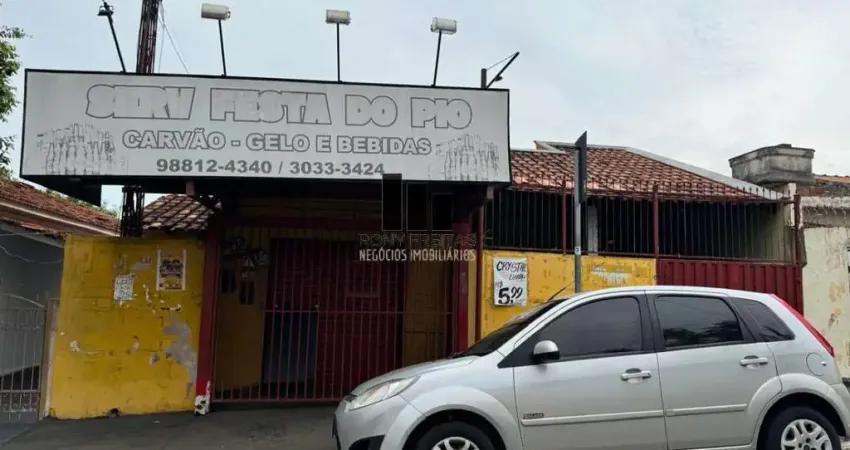 SERV FESTA DO PIO
CARVÃO - GELO E BEBIDAS
98812-4340 / 3033-3424
RONY FREITAS
NEGÓCIOS IMOBILIÁRIOS
CRYSTAL
5,99